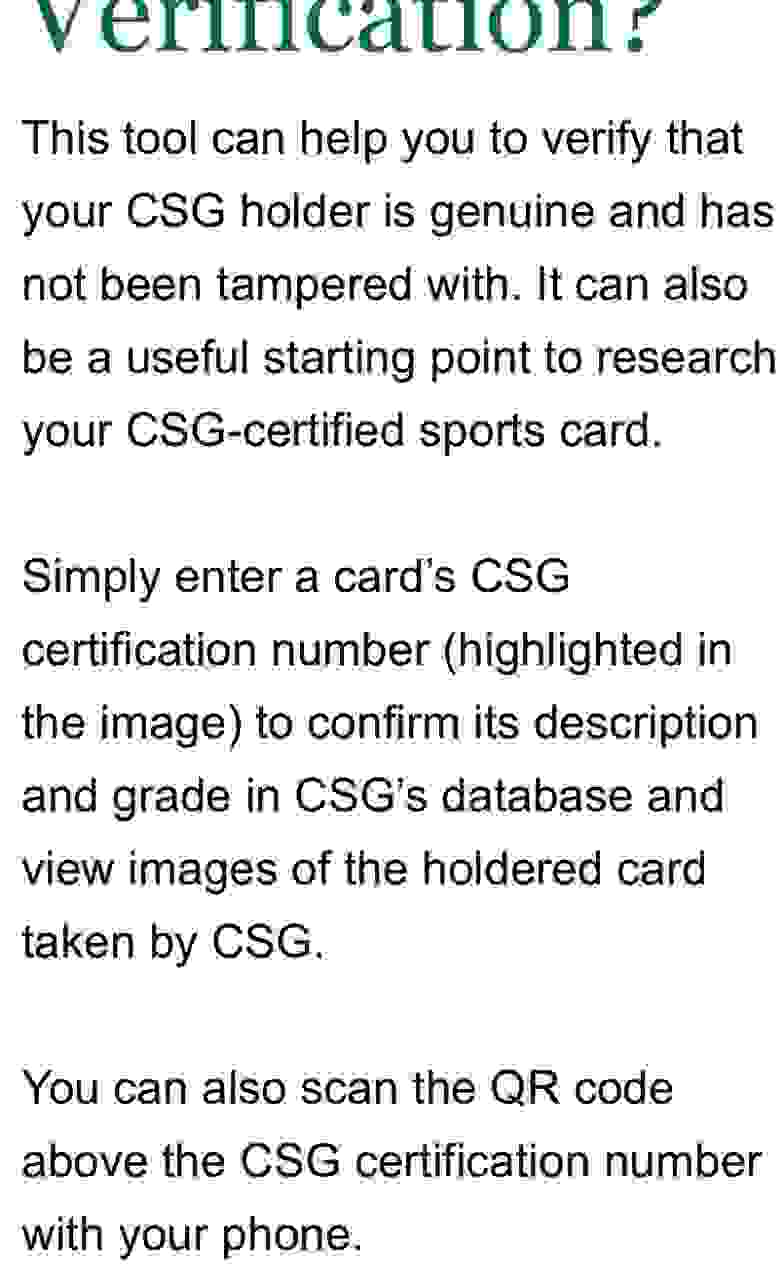 Verification?
This tool can help you to verify that
your CSG holder is genuine and has
not been tampered with. It can also
be a useful starting point to research
your CSG-certified sports card.
Simply enter a card’s CSG
certification number (highlighted in
the image) to confirm its description
and grade in CSG’s database and
view images of the holdered card
taken by CSG.
You can also scan the QR code
above the CSG certification number
with your phone.